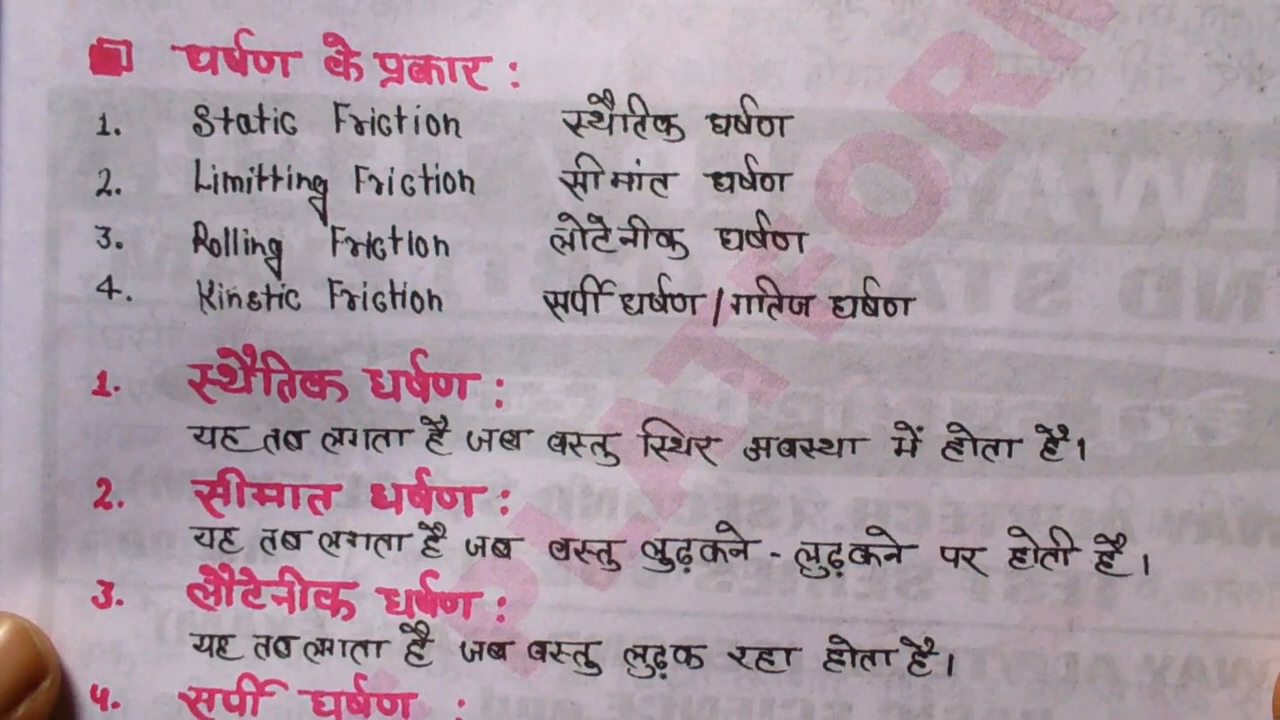 घर्षण के प्रकार :
1. Static Friction स्थैतिक घर्षण
2. Limitting Friction सीमांत घर्षण
3. Rolling Friction लोटेनीक घर्षण
4. Kinetic Friction सर्पी घर्षण / गतिज घर्षण
1. स्थैतिक घर्षण :
यह तब लगता है जब वस्तु स्थिर अवस्था में होता है।
2. सीमात घर्षण :
यह तब लगता है जब वस्तु लुढ़कने - लुढ़कने पर होती है।
3. लौटेनीक घर्षण :
यह तब लगता है जब वस्तु लुढ़क रहा होता है।
4. सर्पी घर्षण :
PLATFORM